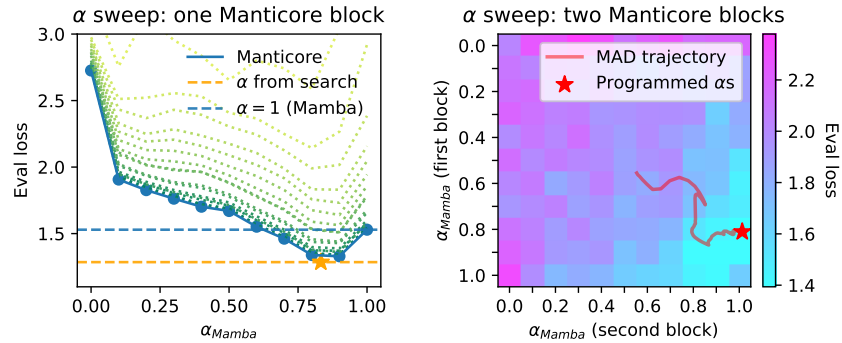 α sweep: one Manticore block
3.0
2.5
2.0
1.5
Eval loss
Manticore
α from search
α = 1 (Mamba)
0.00
0.25
0.50
0.75
1.00
α_Mamba
α sweep: two Manticore blocks
0.0
0.2
0.4
0.6
0.8
1.0
α_Mamba (first block)
MAD trajectory
Programmed αs
0.0
0.2
0.4
0.6
0.8
1.0
α_Mamba (second block)
2.2
2.0
1.8
1.6
1.4
Eval loss